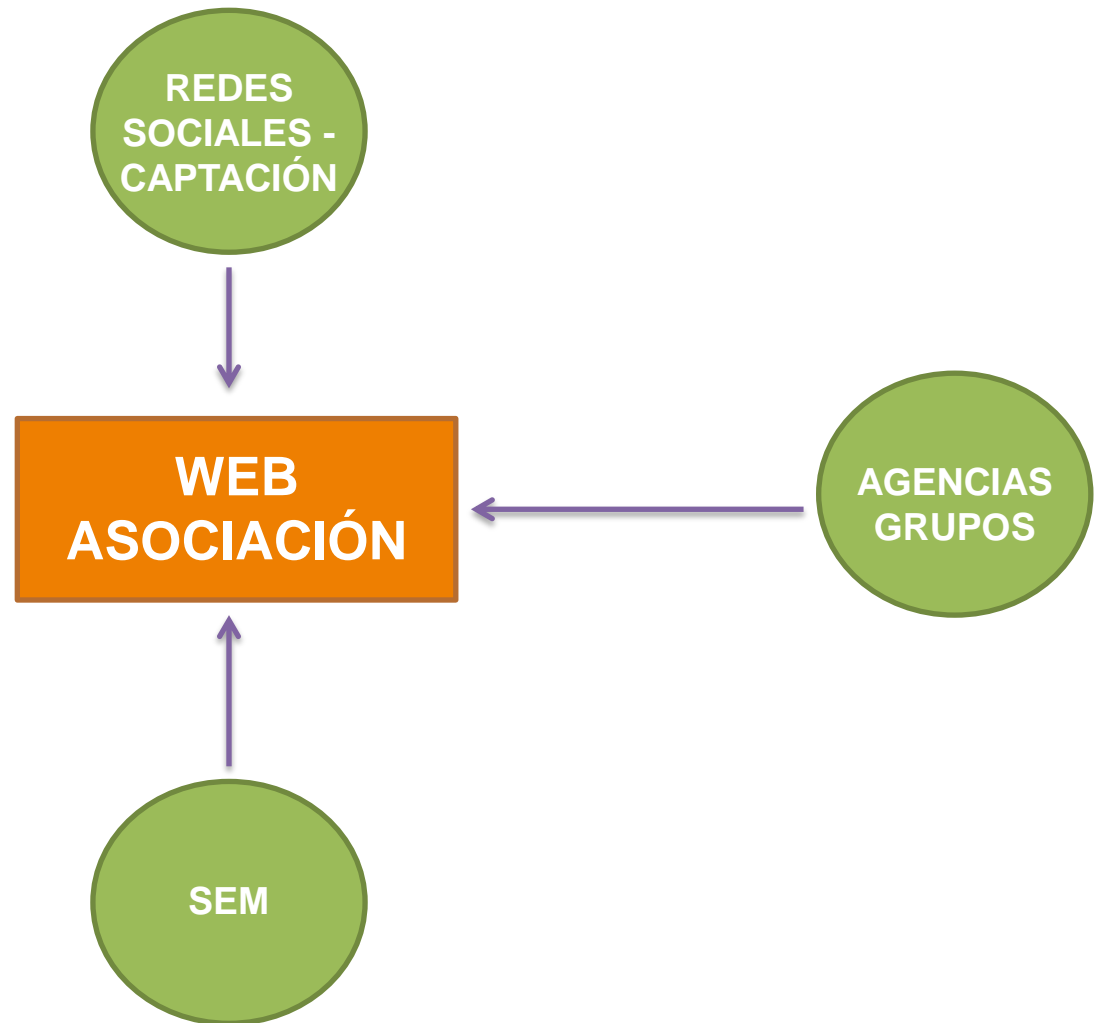 REDES
SOCIALES -
CAPTACIÓN
WEB
ASOCIACIÓN
AGENCIAS
GRUPOS
SEM